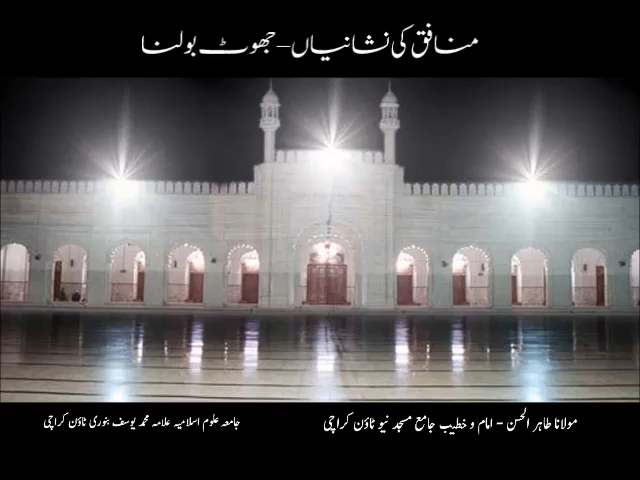 منافق کی نشانیاں – جھوٹ بولنا
مولانا طاہر الحسن - امام و خطیب جامع مسجد نیو ٹاؤن کراچی
جامعہ علوم اسلامیہ علامہ محمد یوسف بنوری ٹاؤن کراچی